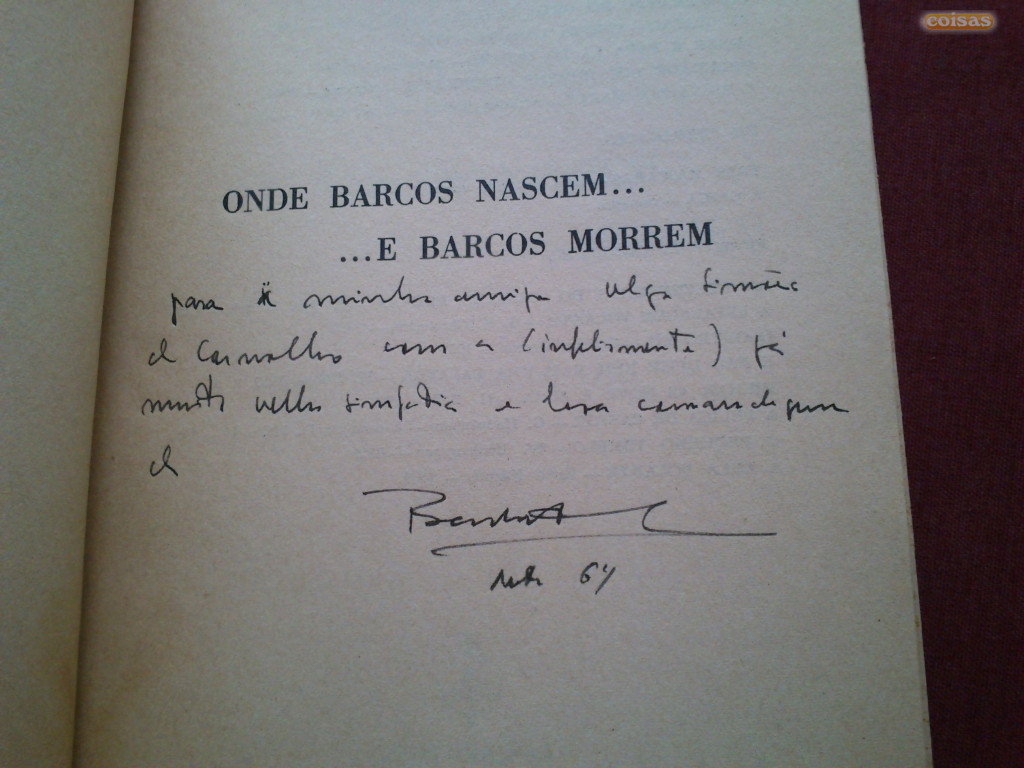 coisas
ONDE BARCOS NASCEM...
...E BARCOS MORREM
para a minha amiga Olga Simões
de Carvalho com a (infelizmente) já
muito velha simpatia e boa camaradagem
de
64